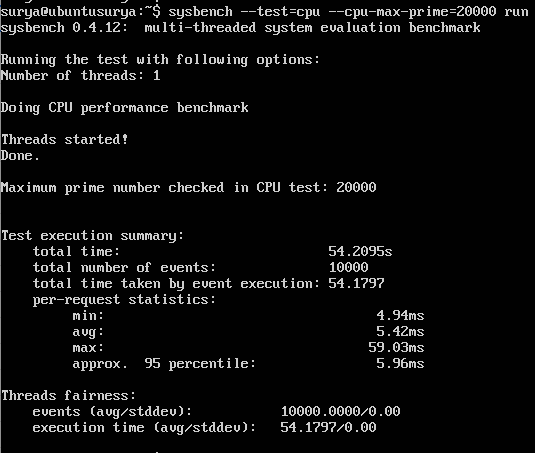 surya@ubuntusurya:~$ sysbench --test=cpu --cpu-max-prime=20000 run
sysbench 0.4.12:  multi-threaded system evaluation benchmark
Running the test with following options:
Number of threads: 1
Doing CPU performance benchmark
Threads started!
Done.
Maximum prime number checked in CPU test: 20000
Test execution summary:
    total time:                          54.2095s
    total number of events:              10000
    total time taken by event execution: 54.1797
    per-request statistics:
         min:                                  4.94ms
         avg:                                  5.42ms
         max:                                 59.03ms
         approx.  95 percentile:               5.96ms
Threads fairness:
    events (avg/stddev):           10000.0000/0.00
    execution time (avg/stddev):   54.1797/0.00